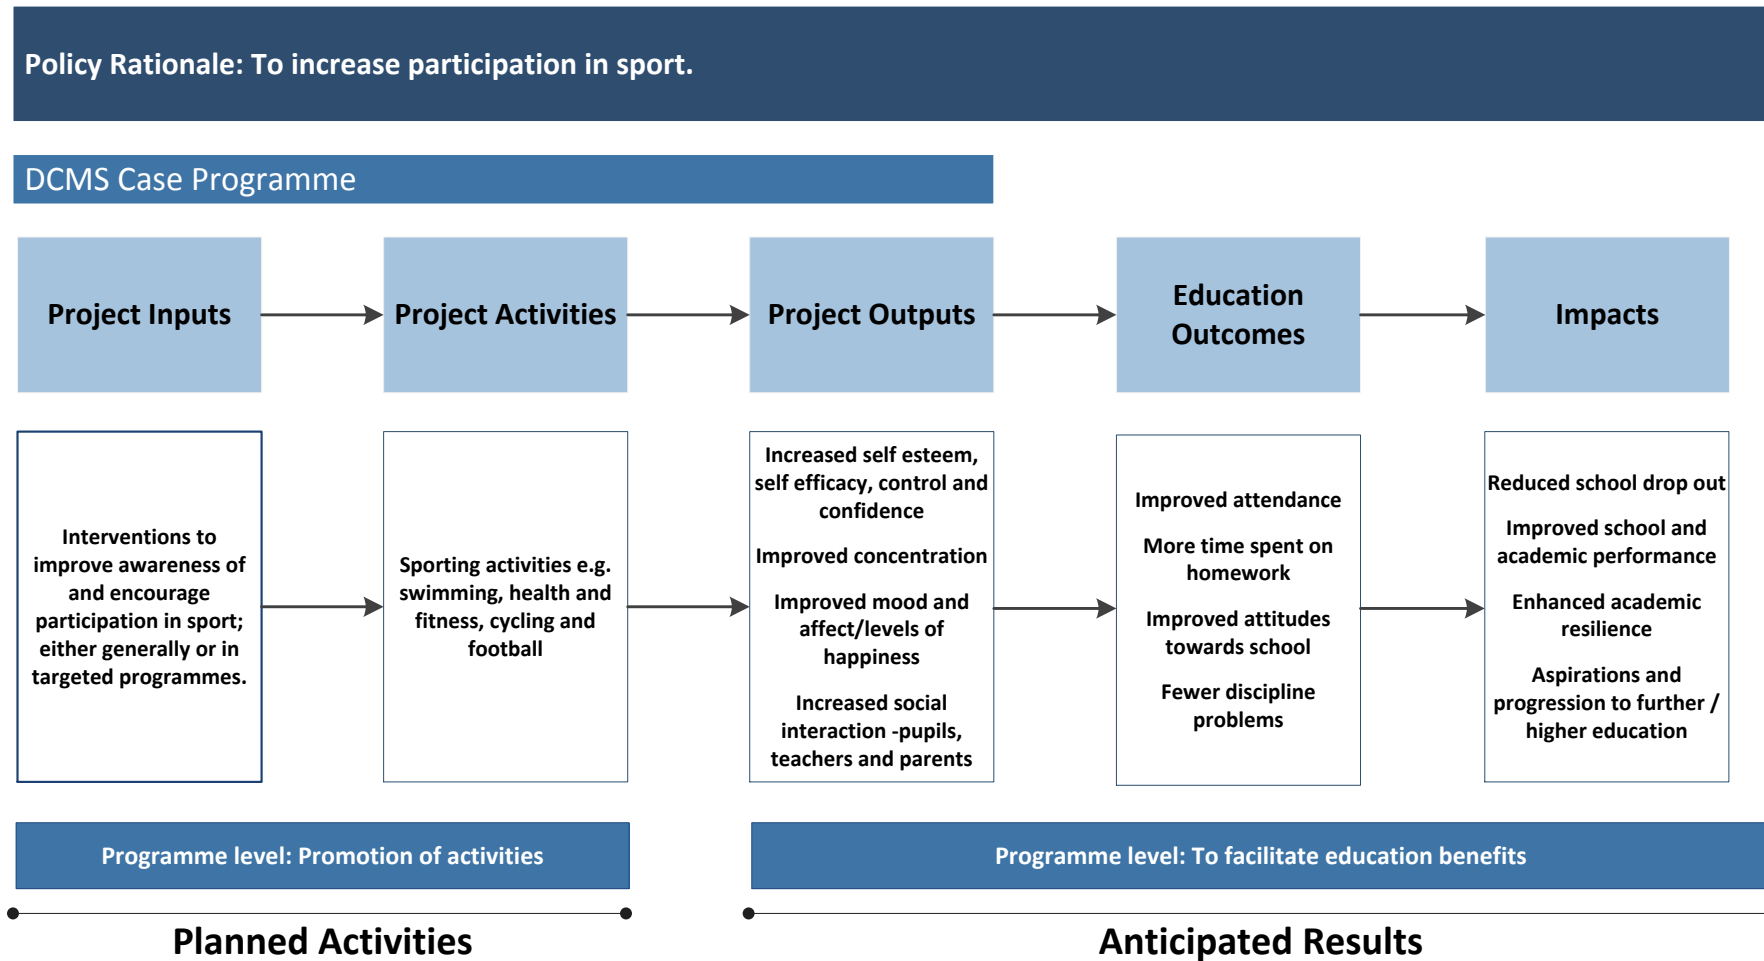 Policy Rationale: To increase participation in sport.
DCMS Case Programme
Project Inputs
Project Activities
Project Outputs
Education
Outcomes
Impacts
Interventions to
improve awareness of
and encourage
participation in sport;
either generally or in
targeted programmes.
Sporting activities e.g.
swimming, health and
fitness, cycling and
football
Increased self esteem,
self efficacy, control and
confidence
Improved concentration
Improved mood and
affect/levels of
happiness
Increased social
interaction -pupils,
teachers and parents
Improved attendance
More time spent on
homework
Improved attitudes
towards school
Fewer discipline
problems
Reduced school drop out
Improved school and
academic performance
Enhanced academic
resilience
Aspirations and
progression to further /
higher education
Programme level: Promotion of activities
Programme level: To facilitate education benefits
Planned Activities
Anticipated Results